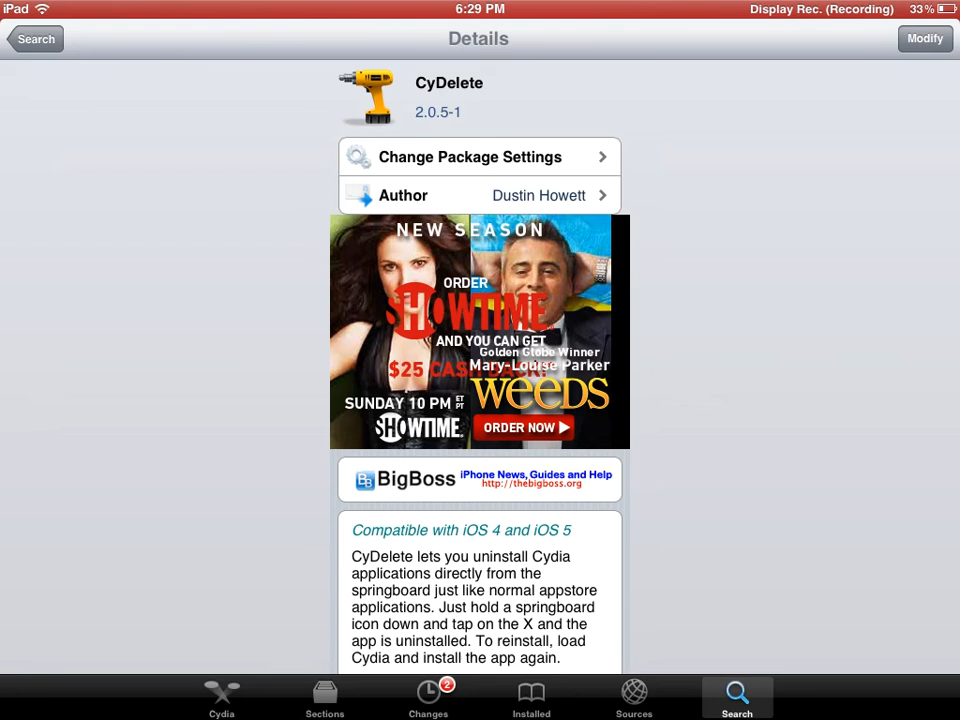 iPad
6:29 PM
Display Rec. (Recording)
33%
Search
Details
Modify
CyDelete
2.0.5-1
Change Package Settings
Author Dustin Howett
NEW SEASON
ORDER
SHOWTIME
AND YOU CAN GET
Golden Globe Winner
$25 CASH BACK!
Mary-Louise Parker
weeds
SUNDAY 10 PM ET PT
SHOWTIME
ORDER NOW
BB BigBoss
iPhone News, Guides and Help
http://thebigboss.org
Compatible with iOS 4 and iOS 5
CyDelete lets you uninstall Cydia
applications directly from the
springboard just like normal appstore
applications. Just hold a springboard
icon down and tap on the X and the
app is uninstalled. To reinstall, load
Cydia and install the app again.
2
Cydia
Sections
Changes
Installed
Sources
Search